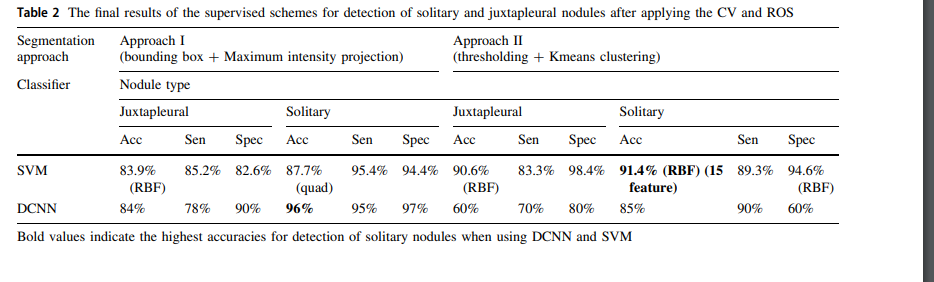 Table 2 The final results of the supervised schemes for detection of solitary and juxtapleural nodules after applying the CV and ROS
Segmentation approach Approach I (bounding box + Maximum intensity projection) Approach II (thresholding + Kmeans clustering)
Classifier Nodule type
Juxtapleural Solitary Juxtapleural Solitary
Acc Sen Spec Acc Sen Spec Acc Sen Spec Acc Sen Spec
SVM 83.9% (RBF) 85.2% 82.6% 87.7% (quad) 95.4% 94.4% 90.6% (RBF) 83.3% 98.4% 91.4% (RBF) (15 feature) 89.3% 94.6% (RBF)
DCNN 84% 78% 90% 96% 95% 97% 60% 70% 80% 85% 90% 60%
Bold values indicate the highest accuracies for detection of solitary nodules when using DCNN and SVM